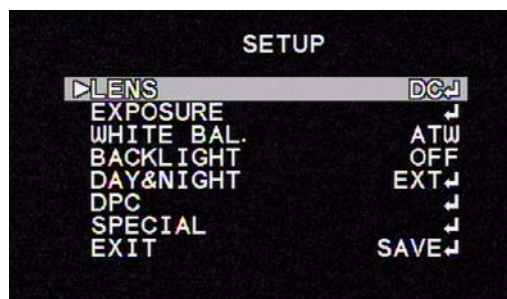 SETUP
▷LENS DC↵
EXPOSURE ↵
WHITE BAL. ATW
BACKLIGHT OFF
DAY&NIGHT EXT↵
DPC ↵
SPECIAL ↵
EXIT SAVE↵